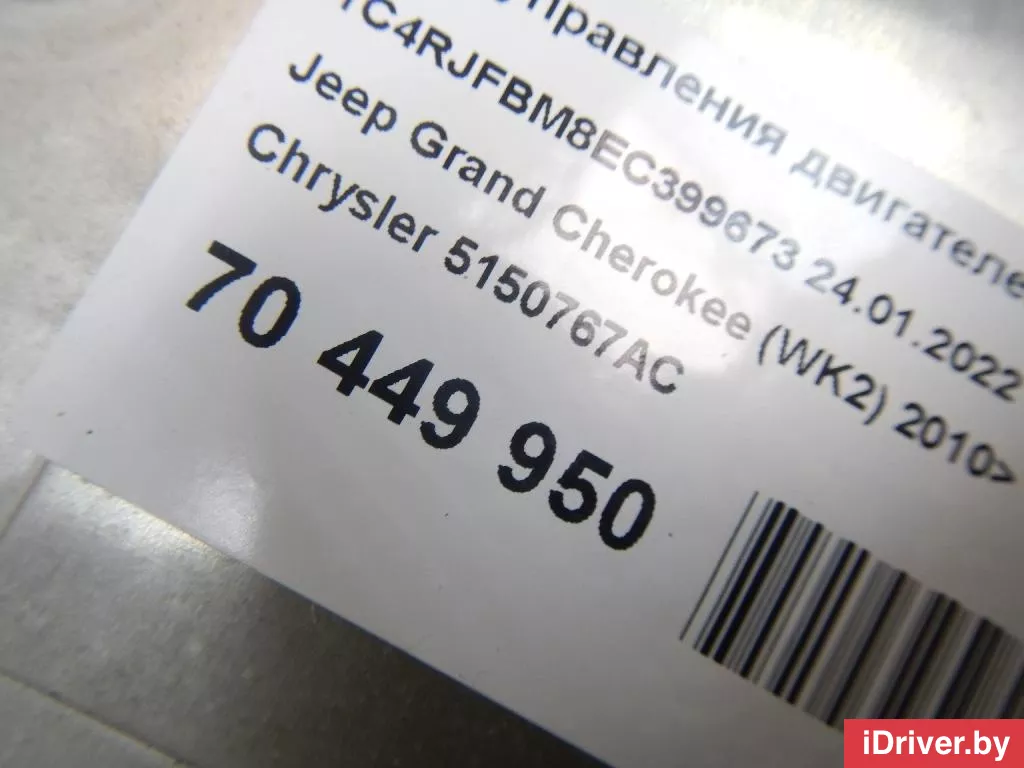 управления двигателе
1C4RJFBM8EC399673 24.01.2022
Jeep Grand Cherokee (WK2) 2010>
Chrysler 5150767AC
70 449 950
iDriver.by